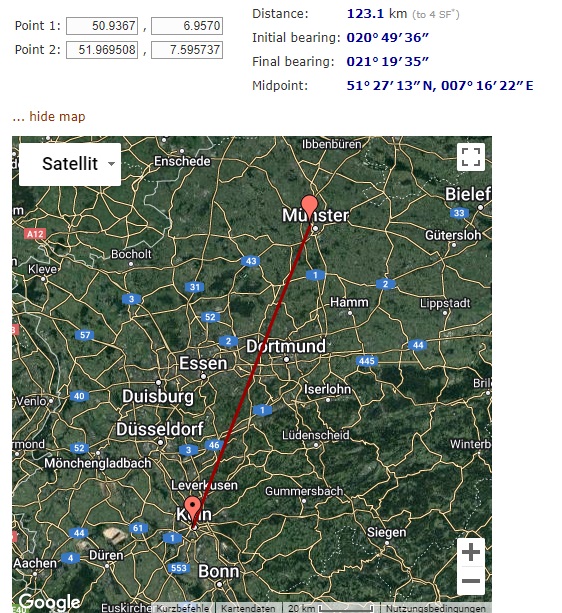 Point 1: 50.9367 , 6.9570
Point 2: 51.969508 , 7.595737
Distance: 123.1 km (to 4 SF*)
Initial bearing: 020° 49′ 36″
Final bearing: 021° 19′ 35″
Midpoint: 51° 27′ 13″ N, 007° 16′ 22″ E
... hide map
Satellit
Ibbenbüren
Enschede
Bielef
33
Münster
A12
Gütersloh
Bocholt
Kleve
43
1
2
31
3
Hamm
Lippstadt
52
57
2
Dortmund
44
Essen
445
Duisburg
Iserlohn
Bril
Venlo
40
1
Düsseldorf
46
Lüdenscheid
rmond
52
3
Winterb
Mönchengladbach
Leverkusen
Gummersbach
Köln
44
61
1
Siegen
Aachen
4
Düren
553
Bonn
Google
Euskirche
Kurzbefehle
Kartendaten
20 km
Nutzungsbedingungen